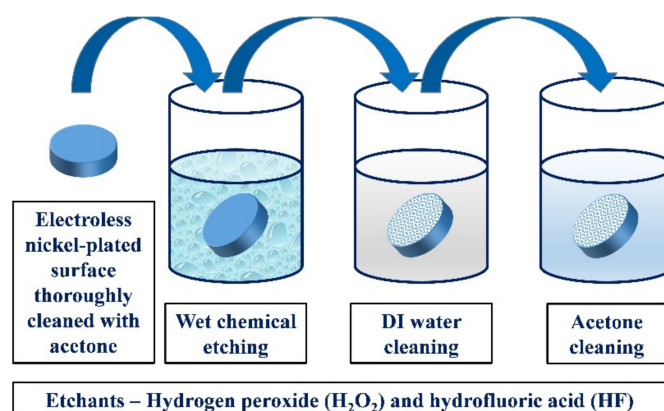 Electroless
nickel-plated
surface
thoroughly
cleaned with
acetone
Wet chemical
etching
DI water
cleaning
Acetone
cleaning
Etchants – Hydrogen peroxide (H₂O₂) and hydrofluoric acid (HF)